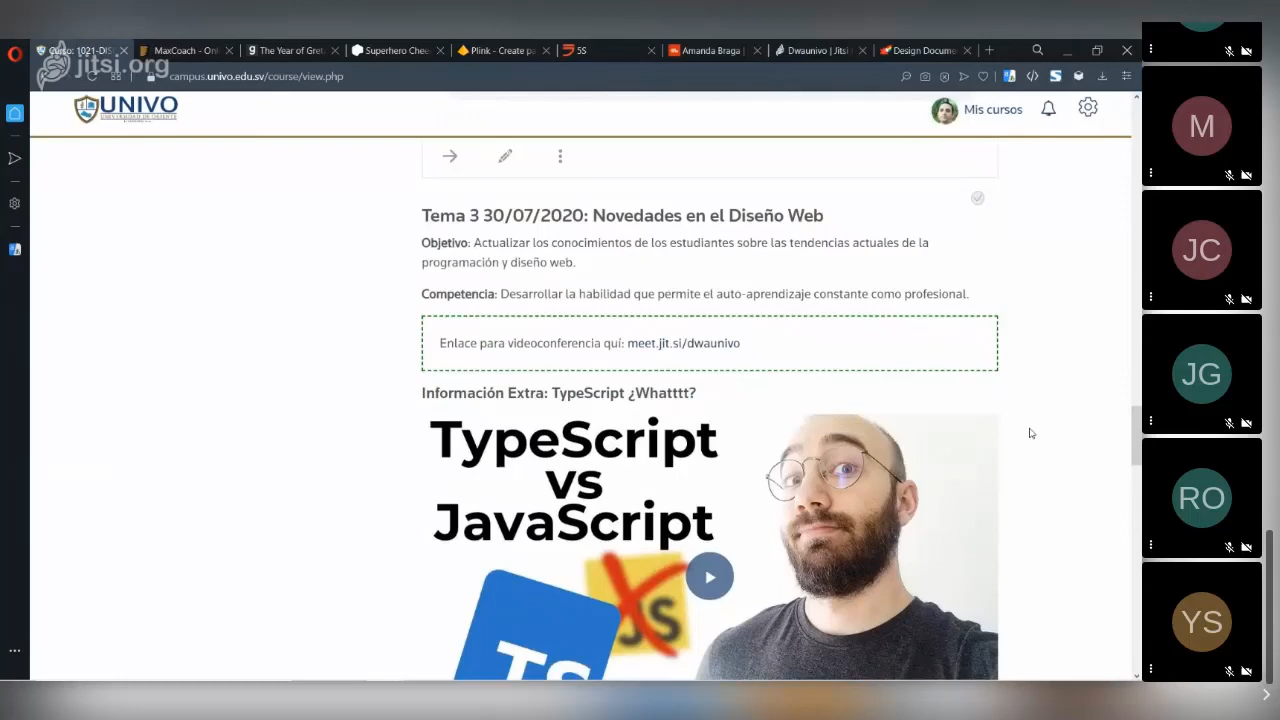 Curso: 1021-DIS
MaxCoach - Onl
The Year of Gret
Superhero Chee
Plink - Create pa
5S
Amanda Braga |
Dwaunivo | Jitsi
Design Docume
jitsi.org
campus.univo.edu.sv/course/view.php
UNIVO
Mis cursos
Tema 3 30/07/2020: Novedades en el Diseño Web
Objetivo: Actualizar los conocimientos de los estudiantes sobre las tendencias actuales de la
programación y diseño web.
Competencia: Desarrollar la habilidad que permite el auto-aprendizaje constante como profesional.
Enlace para videoconferencia quí: meet.jit.si/dwaunivo
Información Extra: TypeScript ¿Whatttt?
TypeScript
vs
JavaScript
JS
TS
M
JC
JG
RO
YS